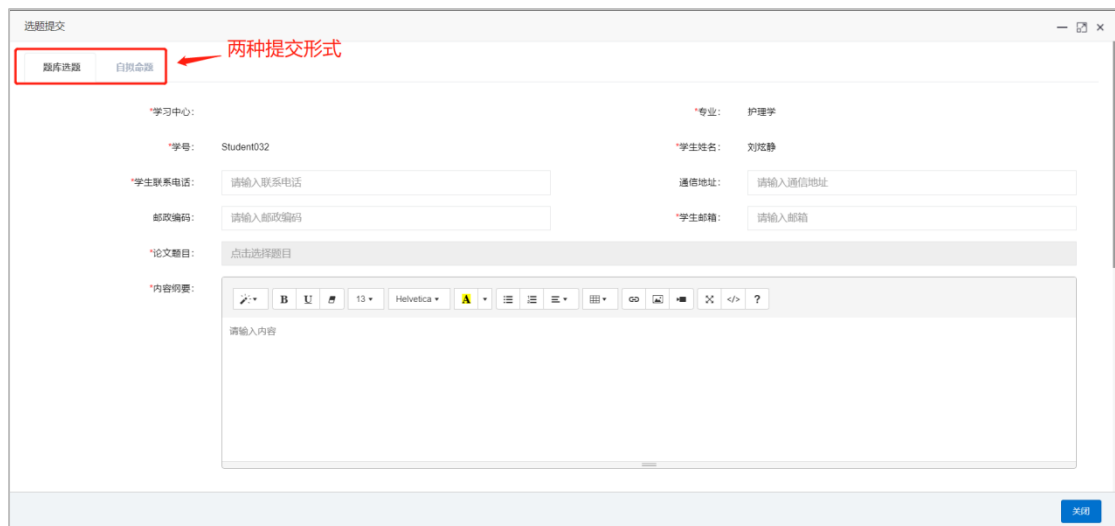 选题提交
两种提交形式
题库选题 自拟命题
*学习中心: *专业: 护理学
*学号: Student032 *学生姓名: 刘炫静
*学生联系电话: 请输入联系电话 通信地址: 请输入通信地址
邮政编码: 请输入邮政编码 *学生邮箱: 请输入邮箱
*论文题目: 点击选择题目
*内容纲要: B U 13 Helvetica A </> ?
请输入内容
关闭